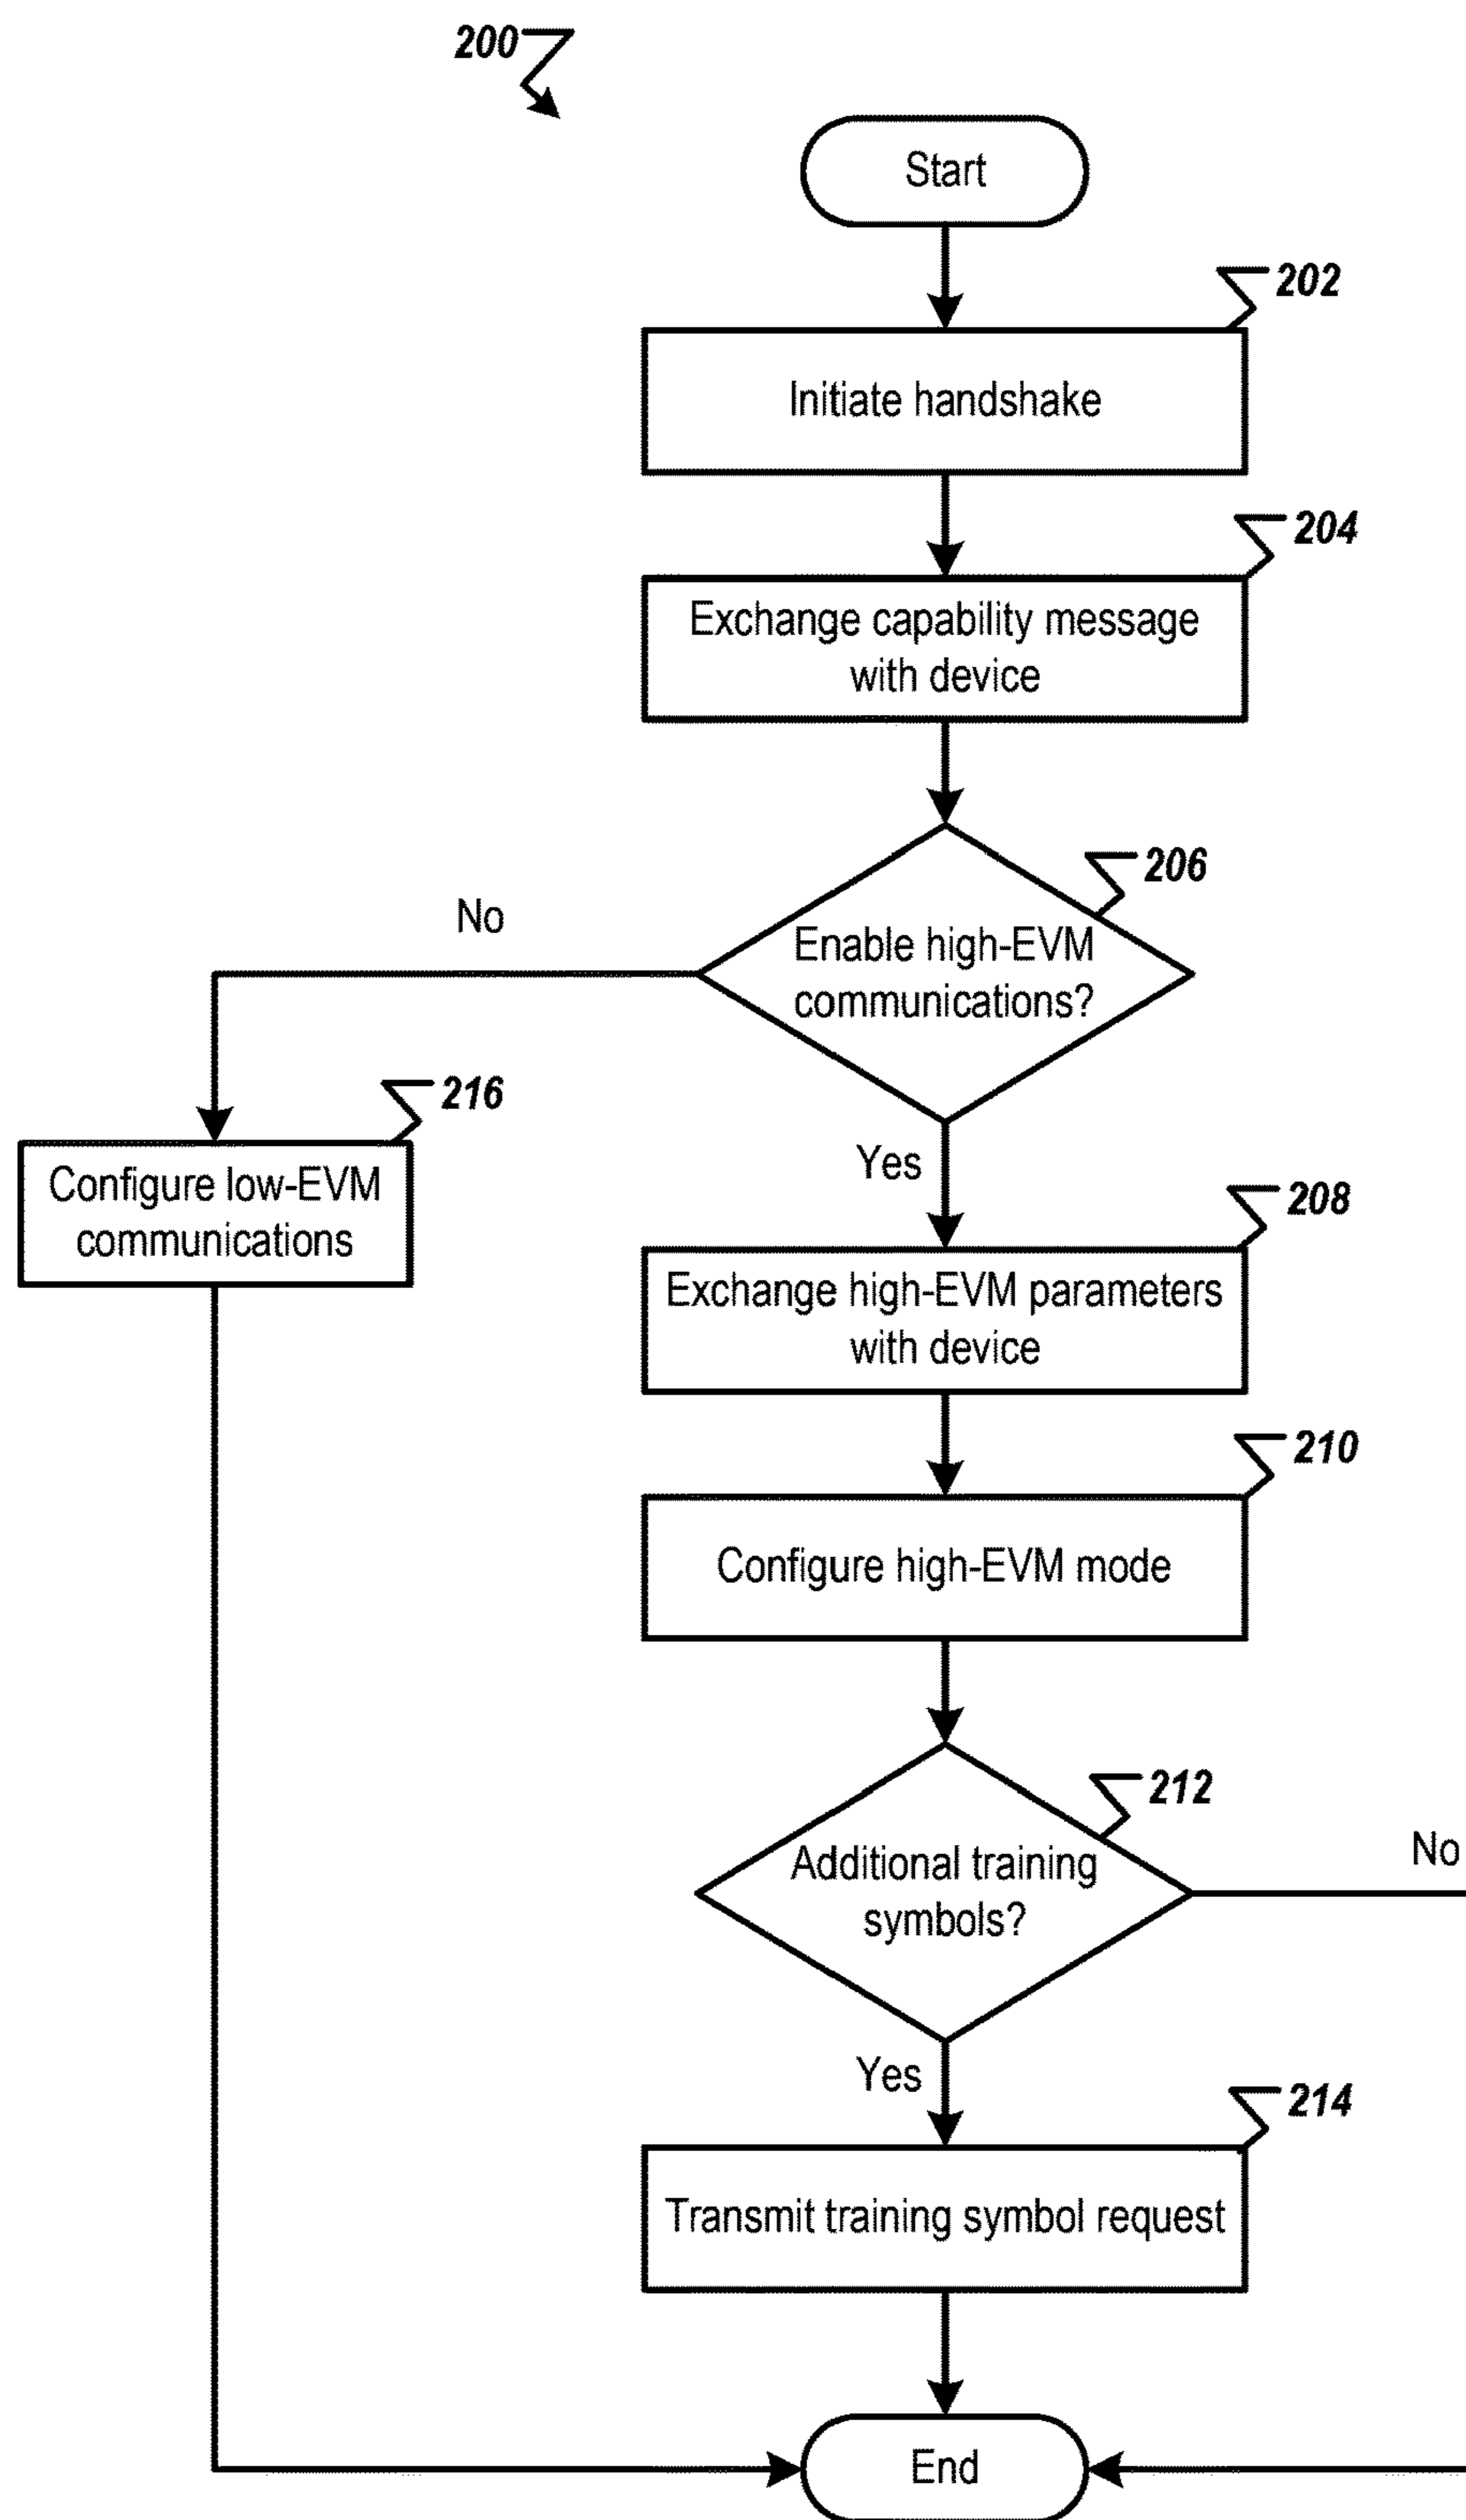 200
Start
202
Initiate handshake
204
Exchange capability message
with device
206
No
Enable high-EVM
communications?
216
Yes
Configure low-EVM
communications
208
Exchange high-EVM parameters
with device
210
Configure high-EVM mode
212
No
Additional training
symbols?
Yes
214
Transmit training symbol request
End